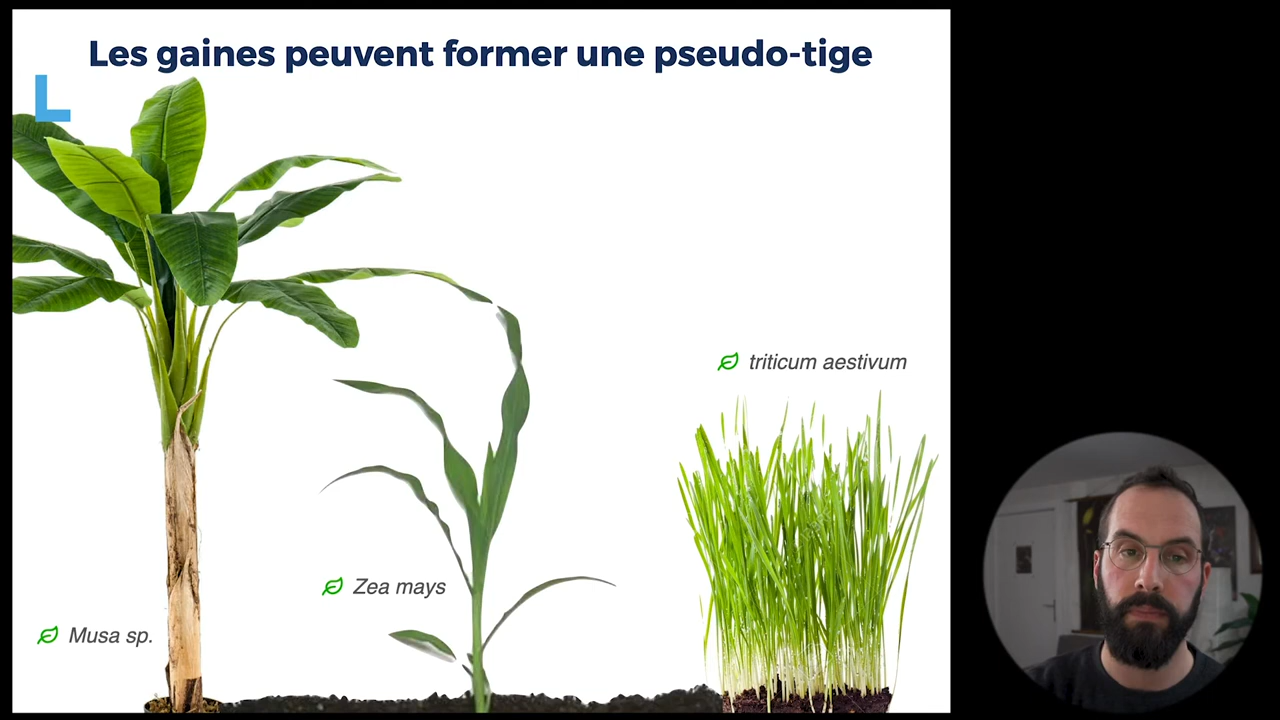 Les gaines peuvent former une pseudo-tige
triticum aestivum
Zea mays
Musa sp.